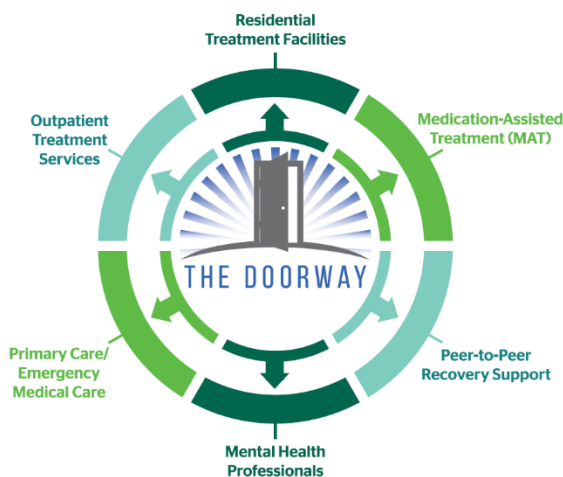 Residential
Treatment Facilities
Outpatient
Treatment
Services
Medication-Assisted
Treatment (MAT)
THE DOORWAY
Primary Care/
Emergency
Medical Care
Peer-to-Peer
Recovery Support
Mental Health
Professionals